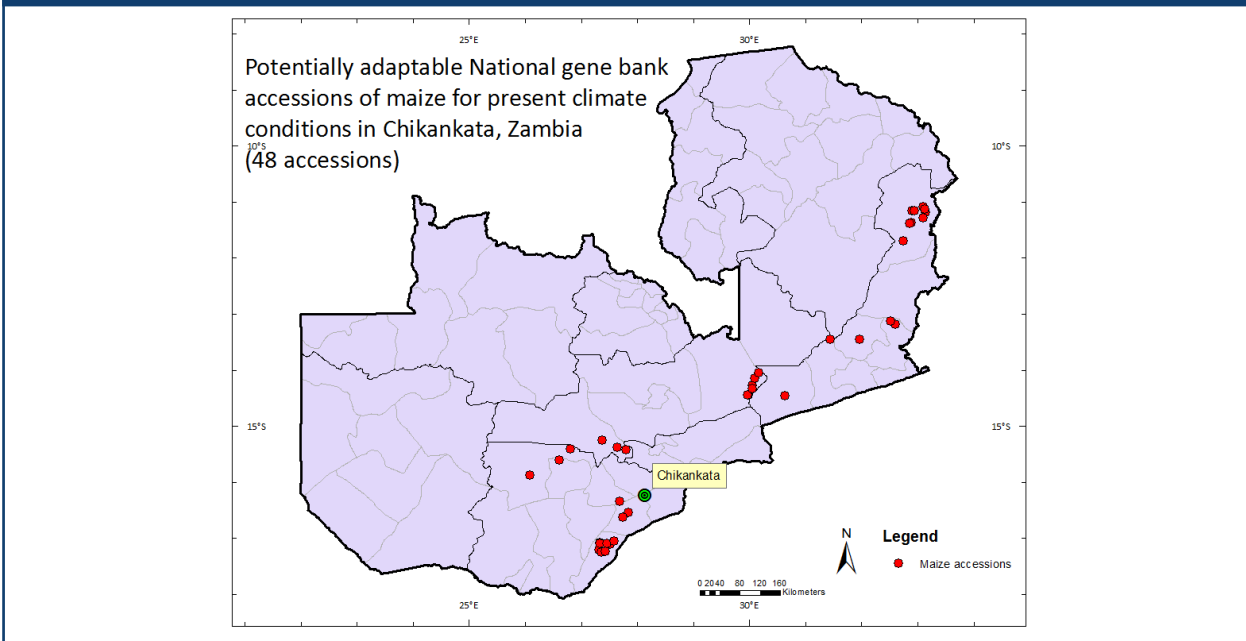 25°E
30°E
Potentially adaptable National gene bank
accessions of maize for present climate
conditions in Chikankata, Zambia
(48 accessions)
10°S
10°S
15°S
15°S
Chikankata
N
Legend
Maize accessions
0 20 40 80 120 160
Kilometers
25°E
30°E